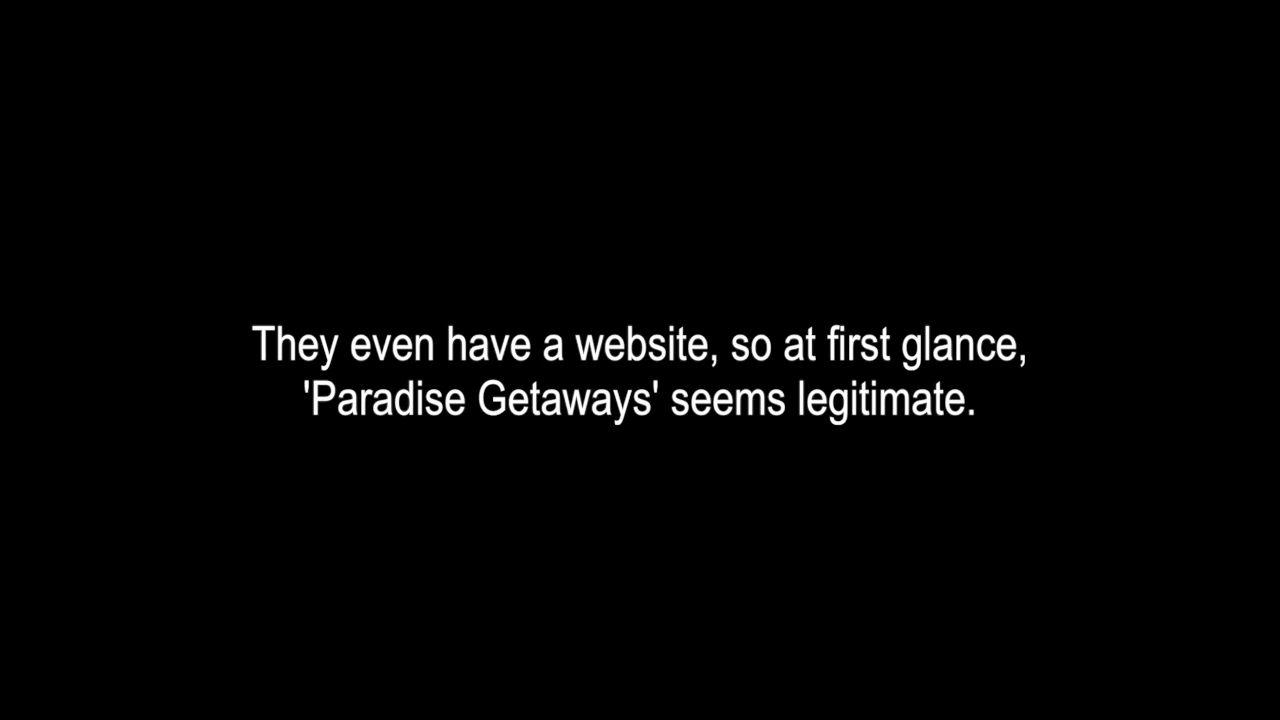 They even have a website, so at first glance,
'Paradise Getaways' seems legitimate.